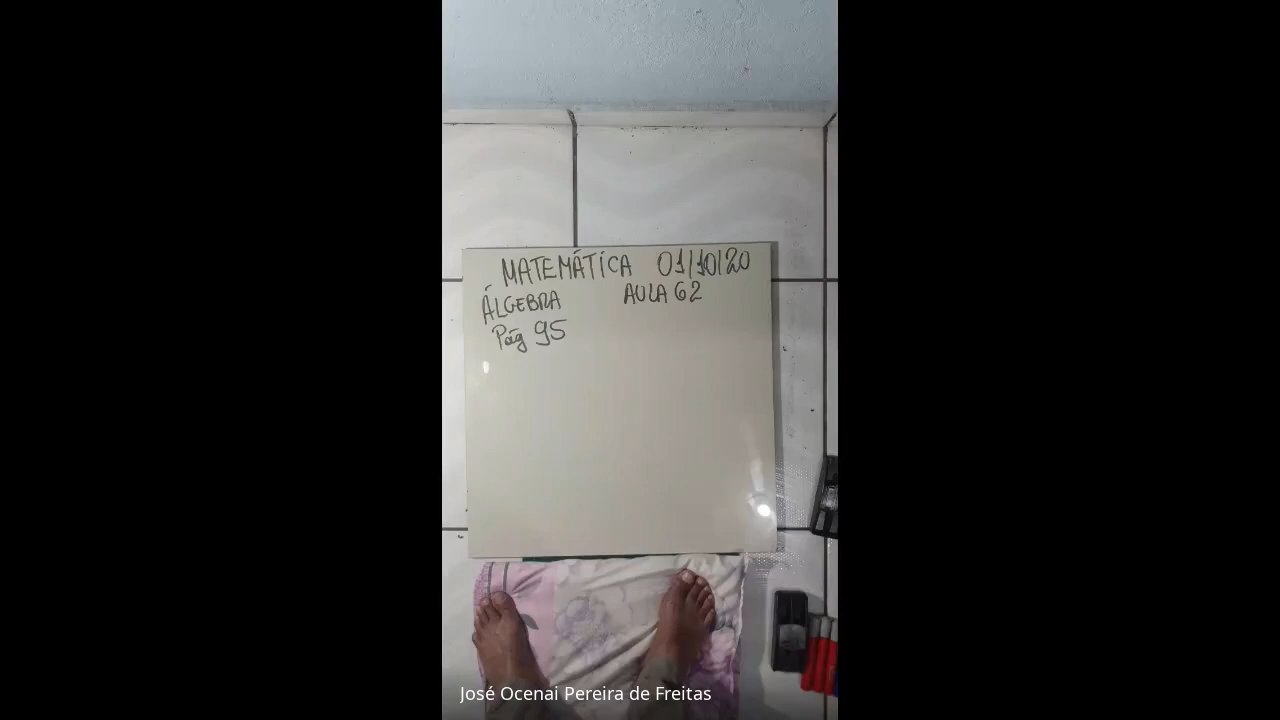 MATEMÁTICA 01/10/20
ÁLGEBRA AULA 62
Pág 95
José Ocenai Pereira de Freitas